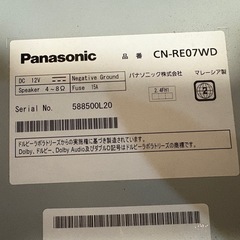 Panasonic 品番 CN-RE07WD
DC 12V Negative Ground
Speaker 4～8Ω Fuse 15A
パナソニック株式会社 マレーシア製
2.4FH1
Serial No. 588500L20
ドルビーラボラトリーズからの実施権に基づき製造されています。
Dolby、ドルビー、Dolby Audio及びダブルD記号はドルビーラボラトリーズの